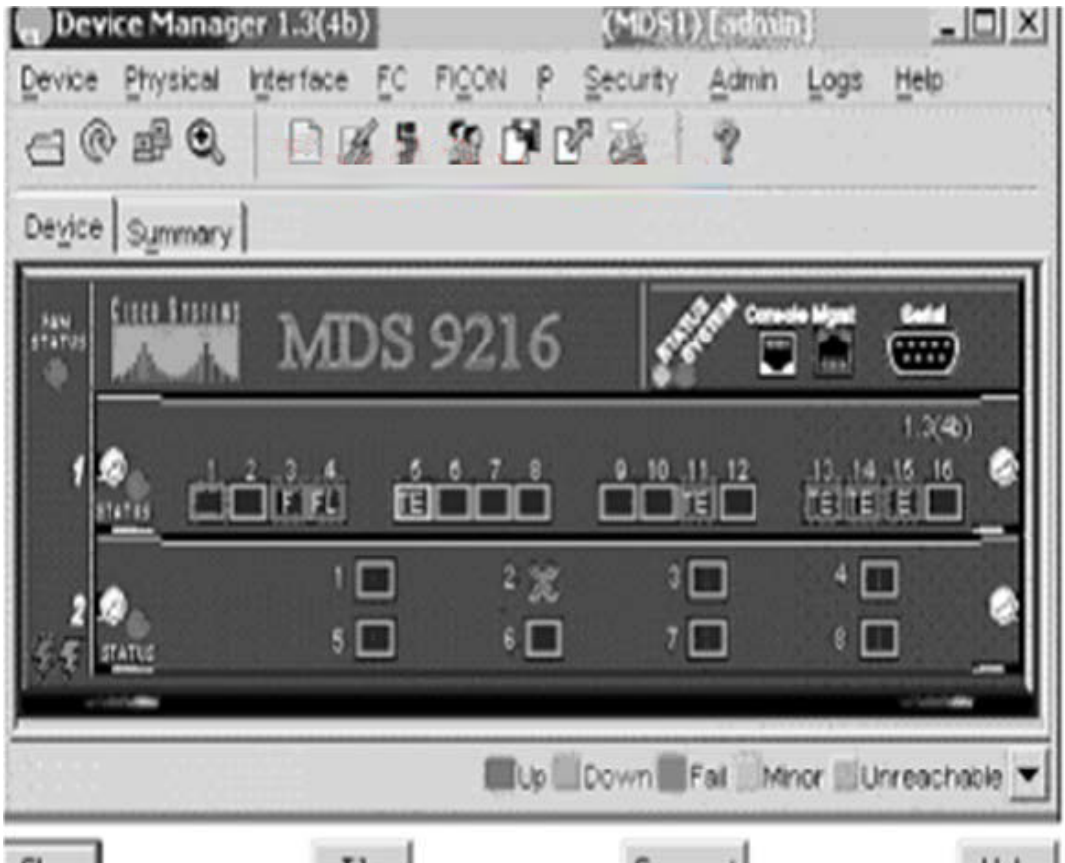 Device Manager 1.3(4b) (MDS1) [admin]
Device Physical Interface FC FICON IP Security Admin Logs Help
Device Summary
FAN
STATUS
CISCO SYSTEMS
MDS 9216
STATUS
SYSTEM
Console Mgmt Serial
1.3(4b)
1
1 2 3 4 5 6 7 8 9 10 11 12 13 14 15 16
F FL TE TE TE TE E
STATUS
2
1 2 X 3 4
5 6 7 8
STATUS
Up Down Fail Minor Unreachable